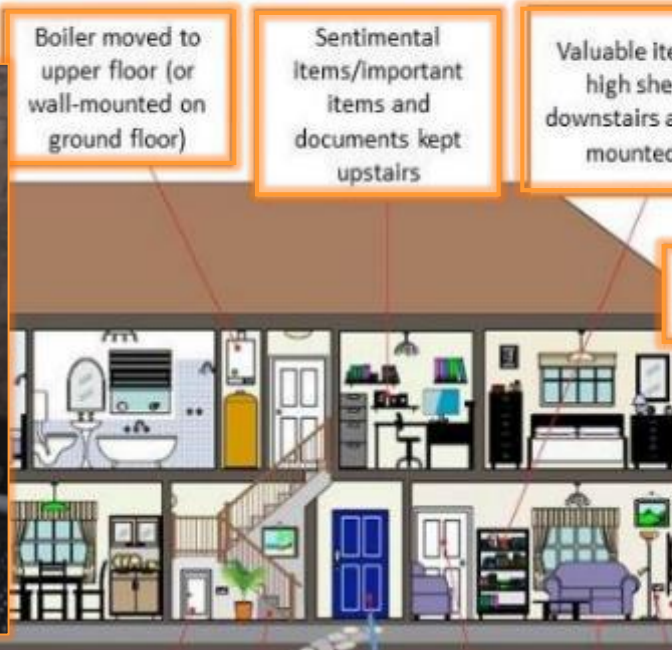 Boiler moved to
upper floor (or
wall-mounted on
ground floor)
Sentimental
items/important
items and
documents kept
upstairs
Valuable
high
downstairs
mounted